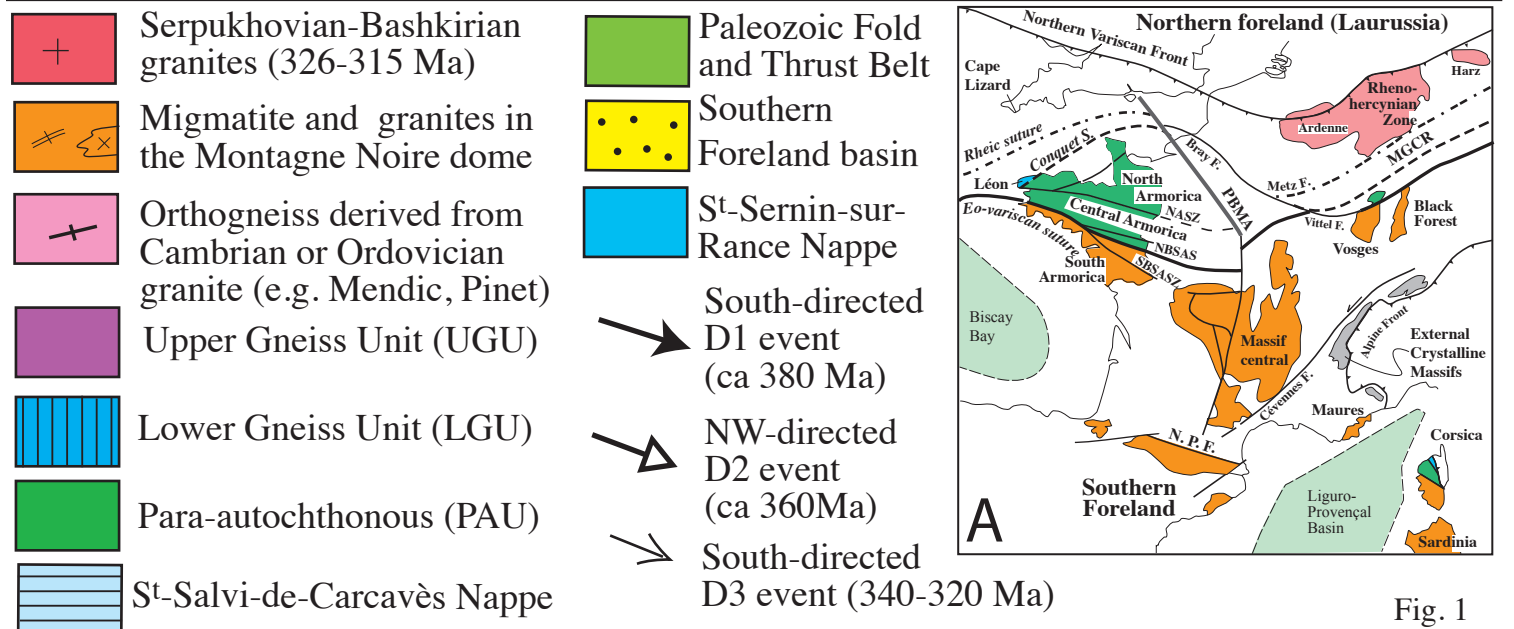 Serpukhovian-Bashkirian
granites (326-315 Ma)
Migmatite and granites in
the Montagne Noire dome
Orthogneiss derived from
Cambrian or Ordovician
granite (e.g. Mendic, Pinet)
Upper Gneiss Unit (UGU)
Lower Gneiss Unit (LGU)
Para-autochthonous (PAU)
St-Salvi-de-Carcavès Nappe
Paleozoic Fold
and Thrust Belt
Southern
Foreland basin
St-Sernin-sur-
Rance Nappe
South-directed
D1 event
(ca 380 Ma)
NW-directed
D2 event
(ca 360Ma)
South-directed
D3 event (340-320 Ma)
Northern foreland (Laurussia)
Northern Variscan Front
Cape
Lizard
Harz
Rheno-
hercynian
Zone
Ardenne
Rheic suture
Conquet S.
Bray F.
MGCR
Metz F.
Léon
North
Armorica
PBMA
NASZ
Central Armorica
Eo-variscan suture
NBSAS
SBSASZ
South
Armorica
Vittel F.
Vosges
Black
Forest
Biscay
Bay
Massif
central
Alpine Front
External
Crystalline
Massifs
Cévennes F.
Maures
N. P. F.
Corsica
Southern
Foreland
Liguro-
Provençal
Basin
Sardinia
A
Fig. 1